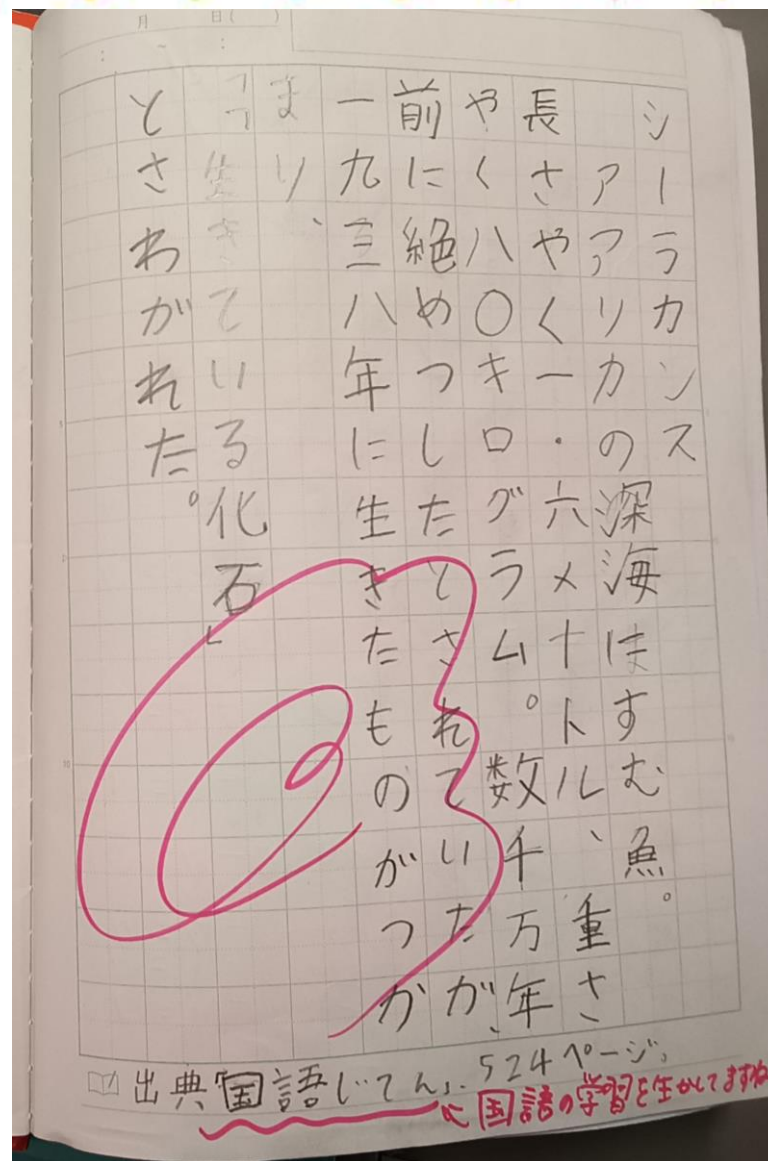 月 日( )
: ~ :
シーラカンス
アフリカの深海にすむ魚。
長さやく一・六メートル、重さ
やく八〇キログラム。数千万年
前に絶めつしたとされていたが、
一九三八年に生きたものがつか
まり、
「生きている化石」
とさわがれた。
出典「国語じてん」、524ページ。
国語の学習を生かしてますね